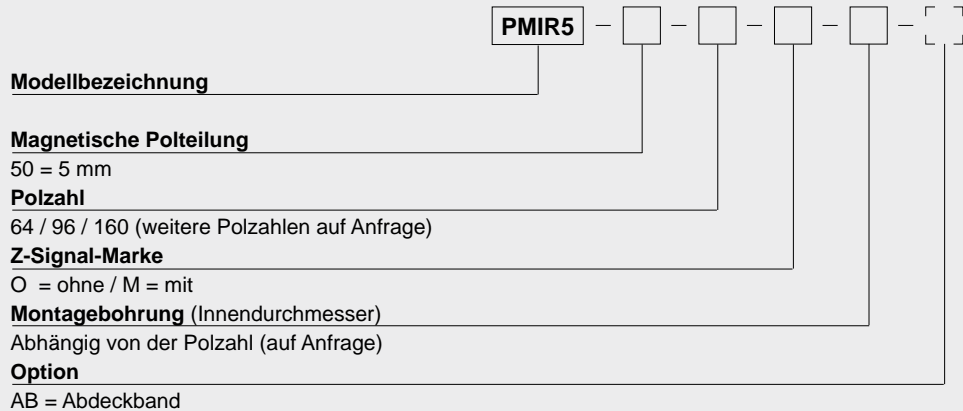 PMIR5 – – – – –
Modellbezeichnung
Magnetische Polteilung
50 = 5 mm
Polzahl
64 / 96 / 160 (weitere Polzahlen auf Anfrage)
Z-Signal-Marke
O = ohne / M = mit
Montagebohrung (Innendurchmesser)
Abhängig von der Polzahl (auf Anfrage)
Option
AB = Abdeckband